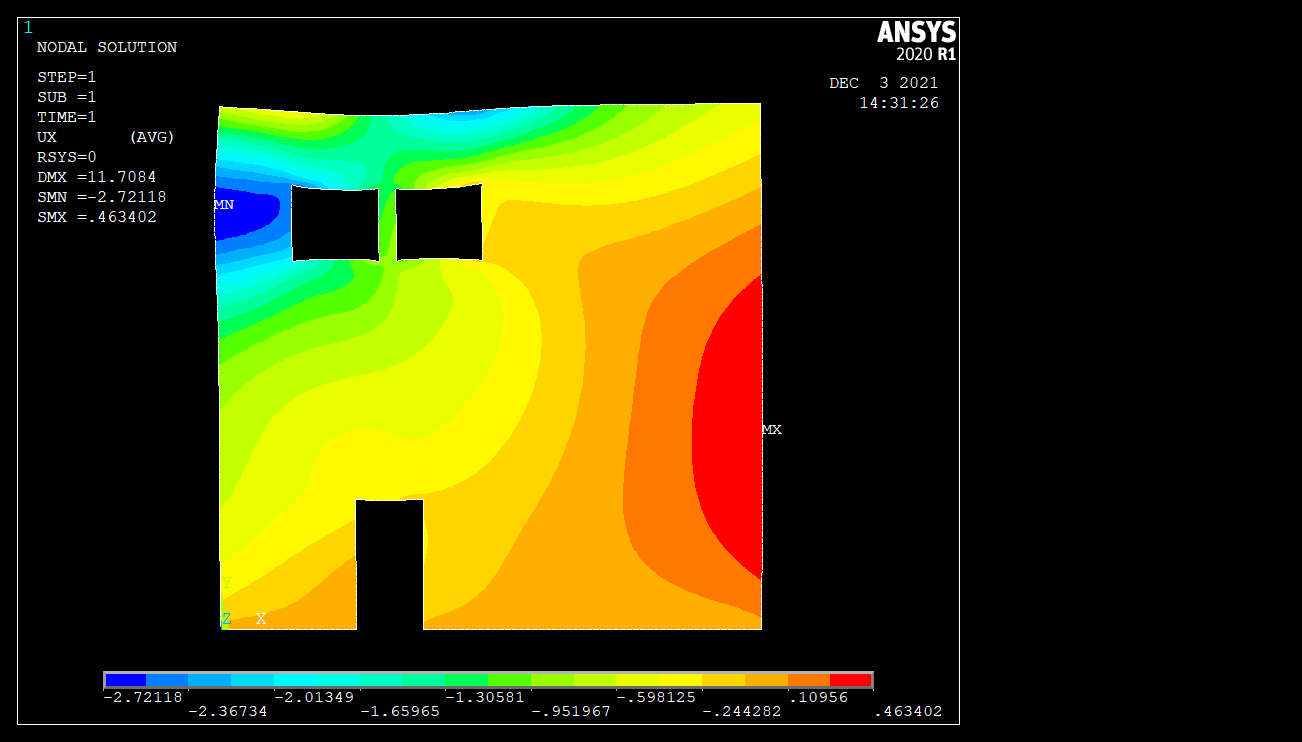 1
ANSYS
2020 R1
NODAL SOLUTION
STEP=1
SUB =1
TIME=1
UX (AVG)
RSYS=0
DMX =11.7084
SMN =-2.72118
SMX =.463402
DEC 3 2021
14:31:26
MN
MX
Y
Z X
-2.72118 -2.01349 -1.30581 -.598125 .10956
-2.36734 -1.65965 -.951967 -.244282 .463402